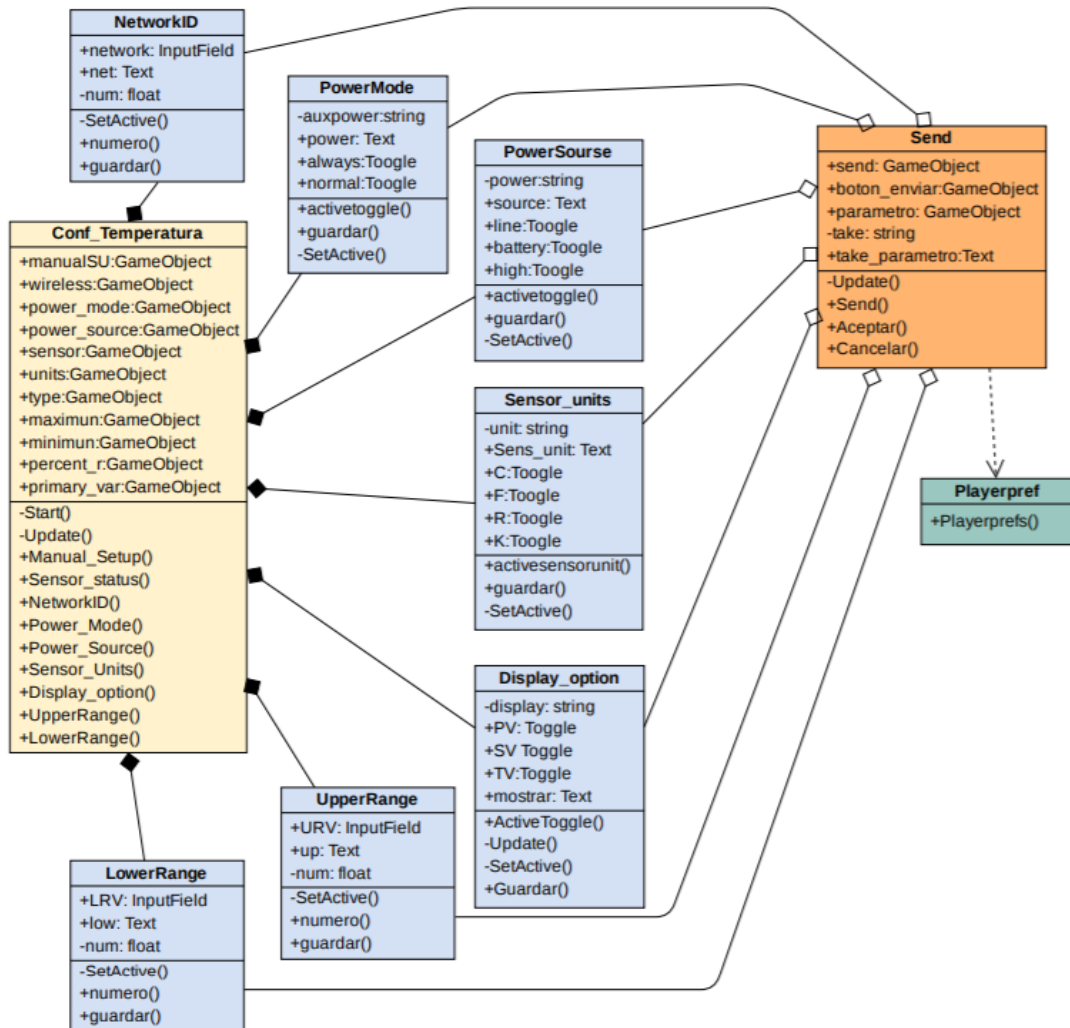 NetworkID
+network: InputField
+net: Text
-num: float
-SetActive()
+numero()
+guardar()
PowerMode
-auxpower:string
+power: Text
+always:Toogle
+normal:Toogle
+activetoggle()
+guardar()
-SetActive()
PowerSourse
-power:string
+source: Text
+line:Toogle
+battery:Toogle
+high:Toogle
+activetoggle()
+guardar()
-SetActive()
Send
+send: GameObject
+boton_enviar:GameObject
+parametro: GameObject
-take: string
+take_parametro:Text
-Update()
+Send()
+Aceptar()
+Cancelar()
Conf_Temperatura
+manualSU:GameObject
+wireless:GameObject
+power_mode:GameObject
+power_source:GameObject
+sensor:GameObject
+units:GameObject
+type:GameObject
+maximun:GameObject
+minimun:GameObject
+percent_r:GameObject
+primary_var:GameObject
-Start()
-Update()
+Manual_Setup()
+Sensor_status()
+NetworkID()
+Power_Mode()
+Power_Source()
+Sensor_Units()
+Display_option()
+UpperRange()
+LowerRange()
Sensor_units
-unit: string
+Sens_unit: Text
+C:Toogle
+F:Toogle
+R:Toogle
+K:Toogle
+activesensorunit()
+guardar()
-SetActive()
Playerpref
+Playerprefs()
Display_option
-display: string
+PV: Toggle
+SV Toggle
+TV:Toggle
+mostrar: Text
+ActiveToggle()
-Update()
-SetActive()
+Guardar()
UpperRange
+URV: InputField
+up: Text
-num: float
-SetActive()
+numero()
+guardar()
LowerRange
+LRV: InputField
+low: Text
-num: float
-SetActive()
+numero()
+guardar()